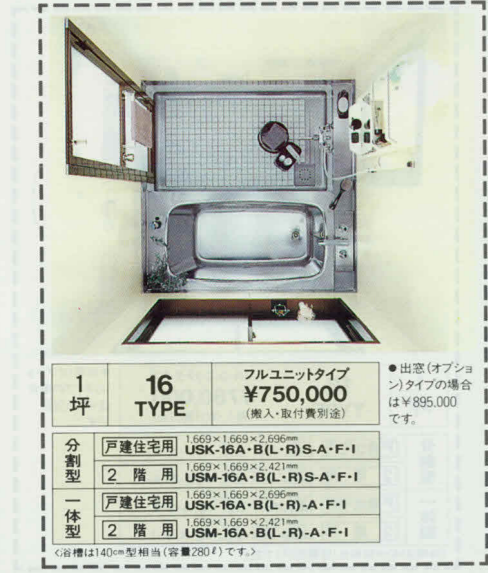 1坪
16
TYPE
フルユニットタイプ
¥750,000
(搬入・取付費別途)
●出窓(オプショ
ン)タイプの場合
は¥895,000
です。
分割型
戸建住宅用
1,669×1,669×2,696mm
USK-16A・B(L・R)S-A・F・I
2階用
1,669×1,669×2,421mm
USM-16A・B(L・R)S-A・F・I
一体型
戸建住宅用
1,669×1,669×2,696mm
USK-16A・B(L・R)-A・F・I
2階用
1,669×1,669×2,421mm
USM-16A・B(L・R)-A・F・I
<浴槽は140cm型相当(容量280ℓ)です。>